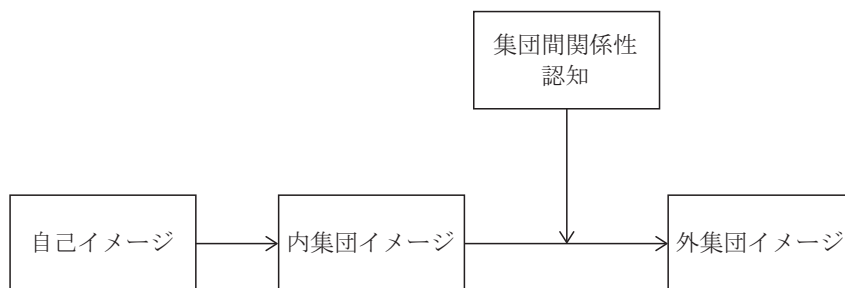 集団間関係性
認知
自己イメージ
内集団イメージ
外集団イメージ